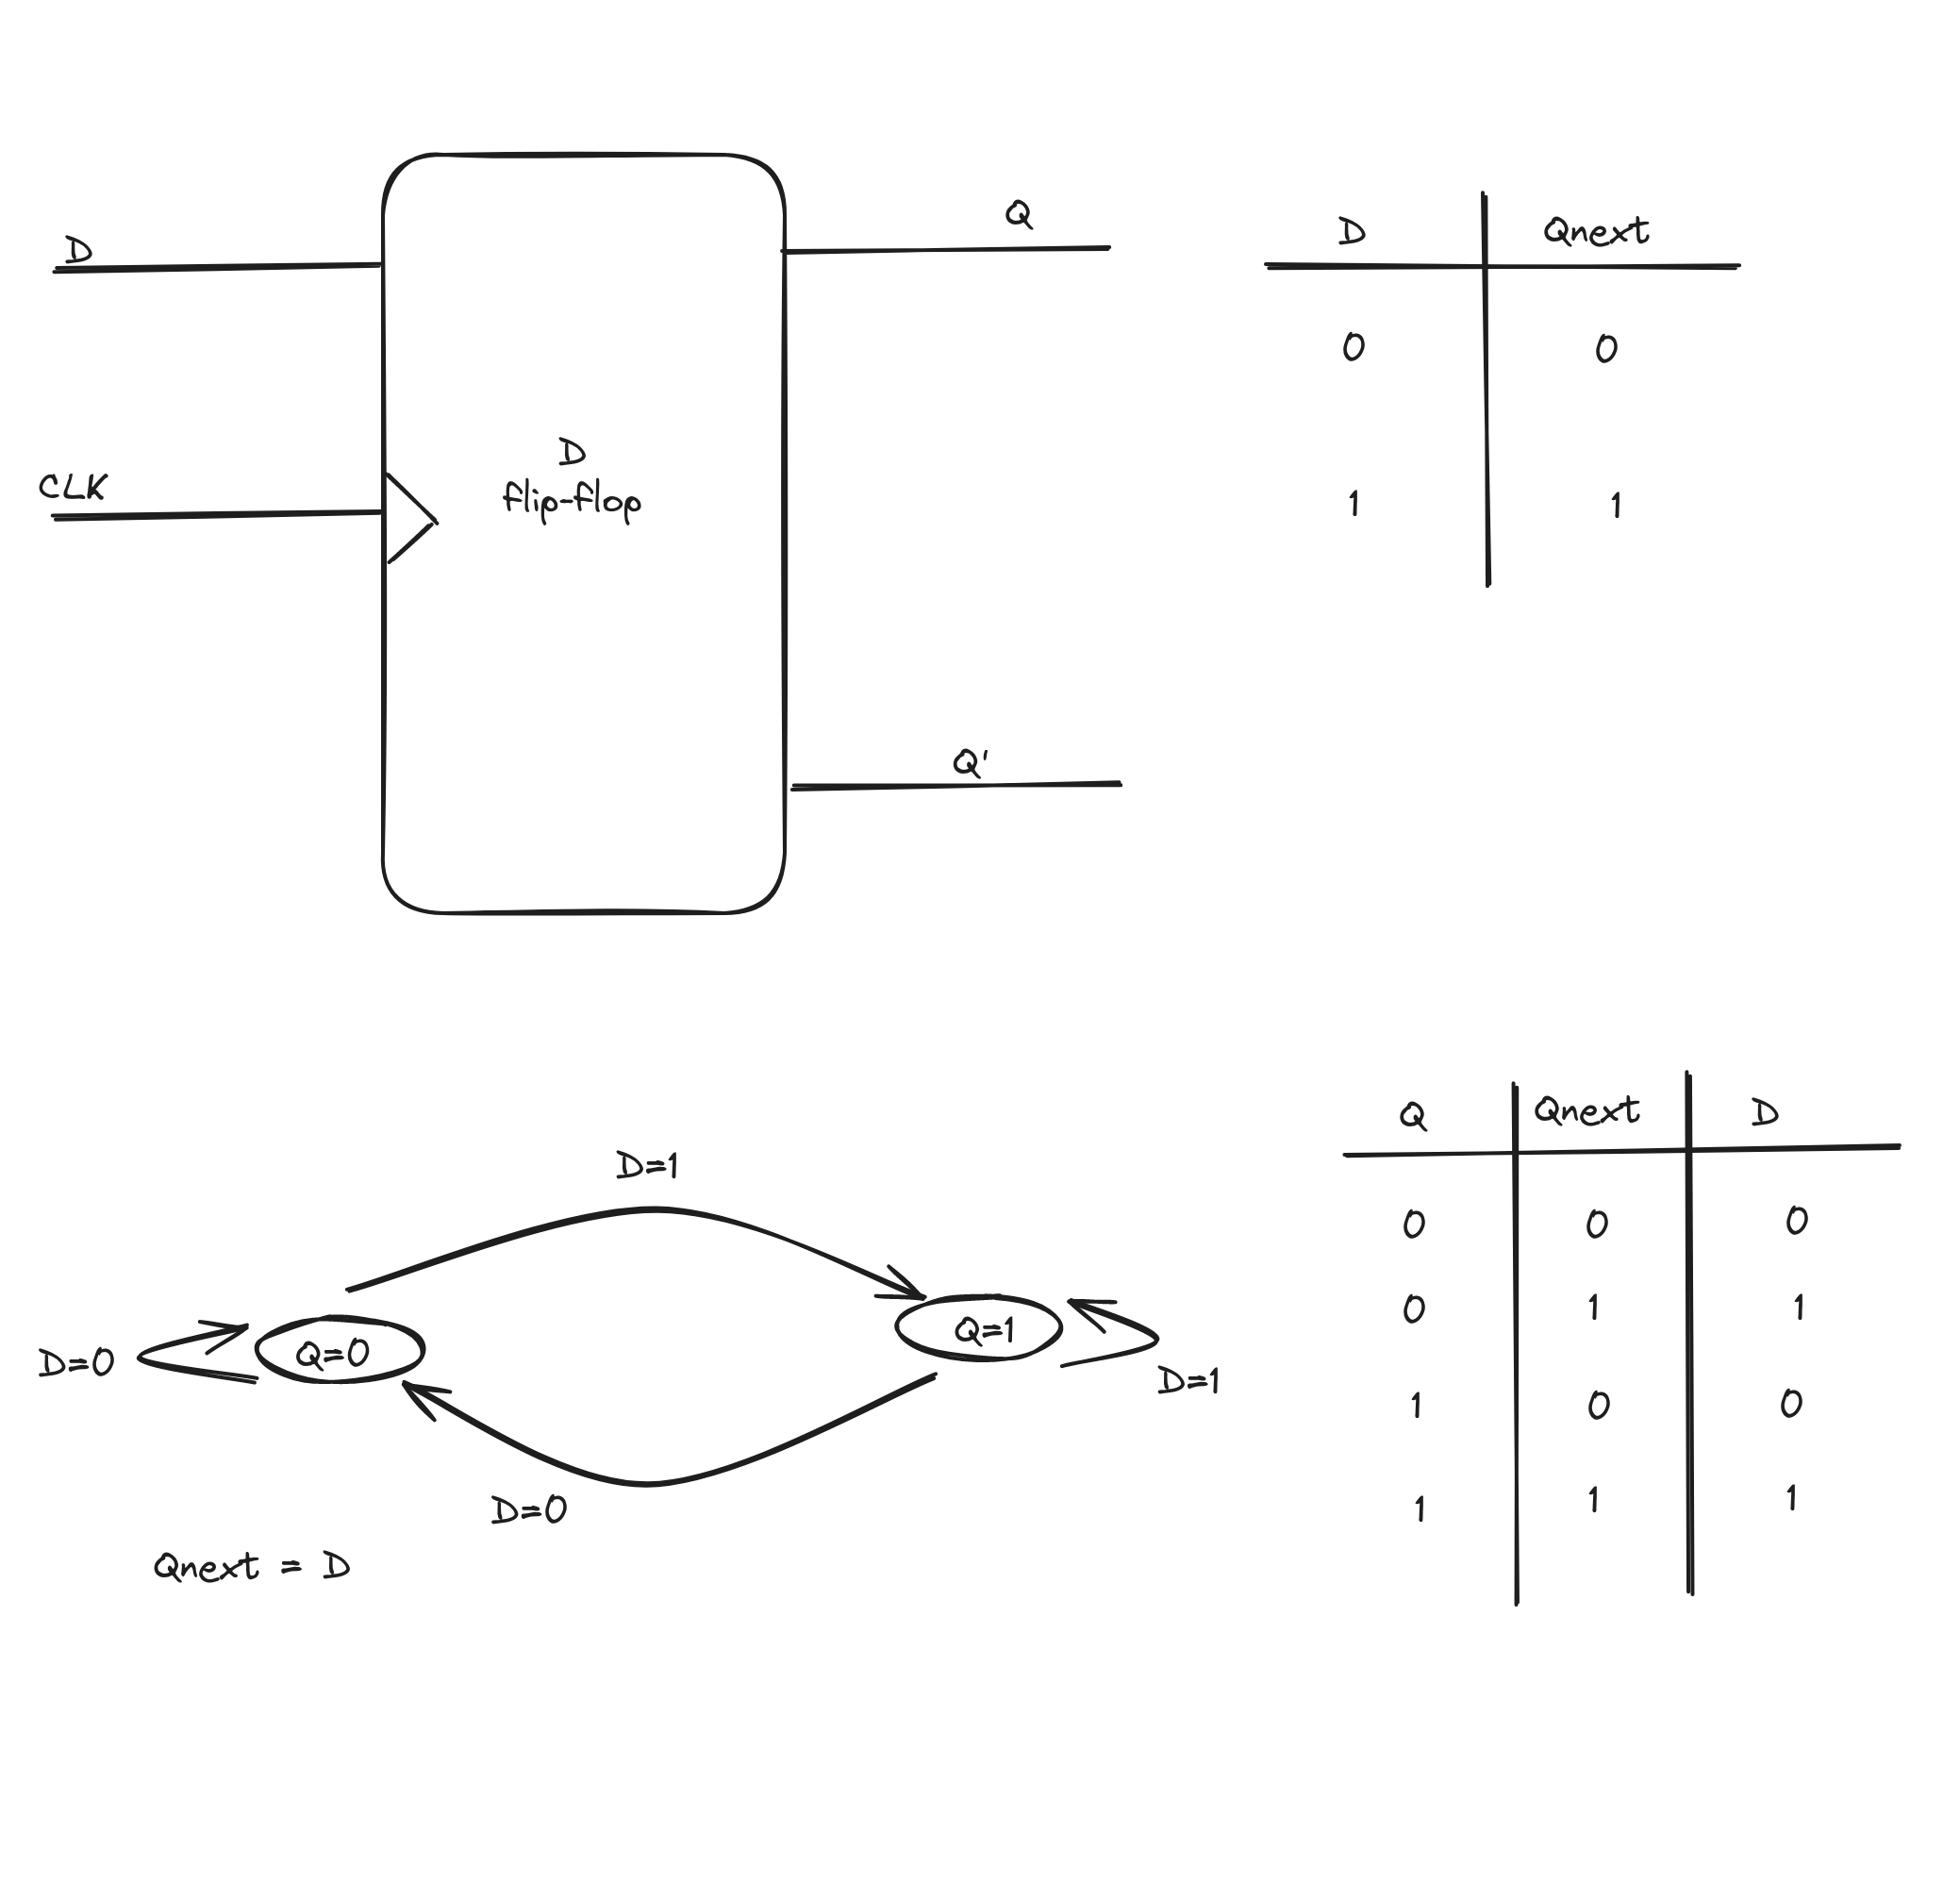 D
CLK
D
flip-flop
Q
Q'
D Qnext
0 0
1 1
D=1
D=0
Q=0
Q=1
D=1
D=0
Qnext = D
Q Qnext D
0 0 0
0 1 1
1 0 0
1 1 1